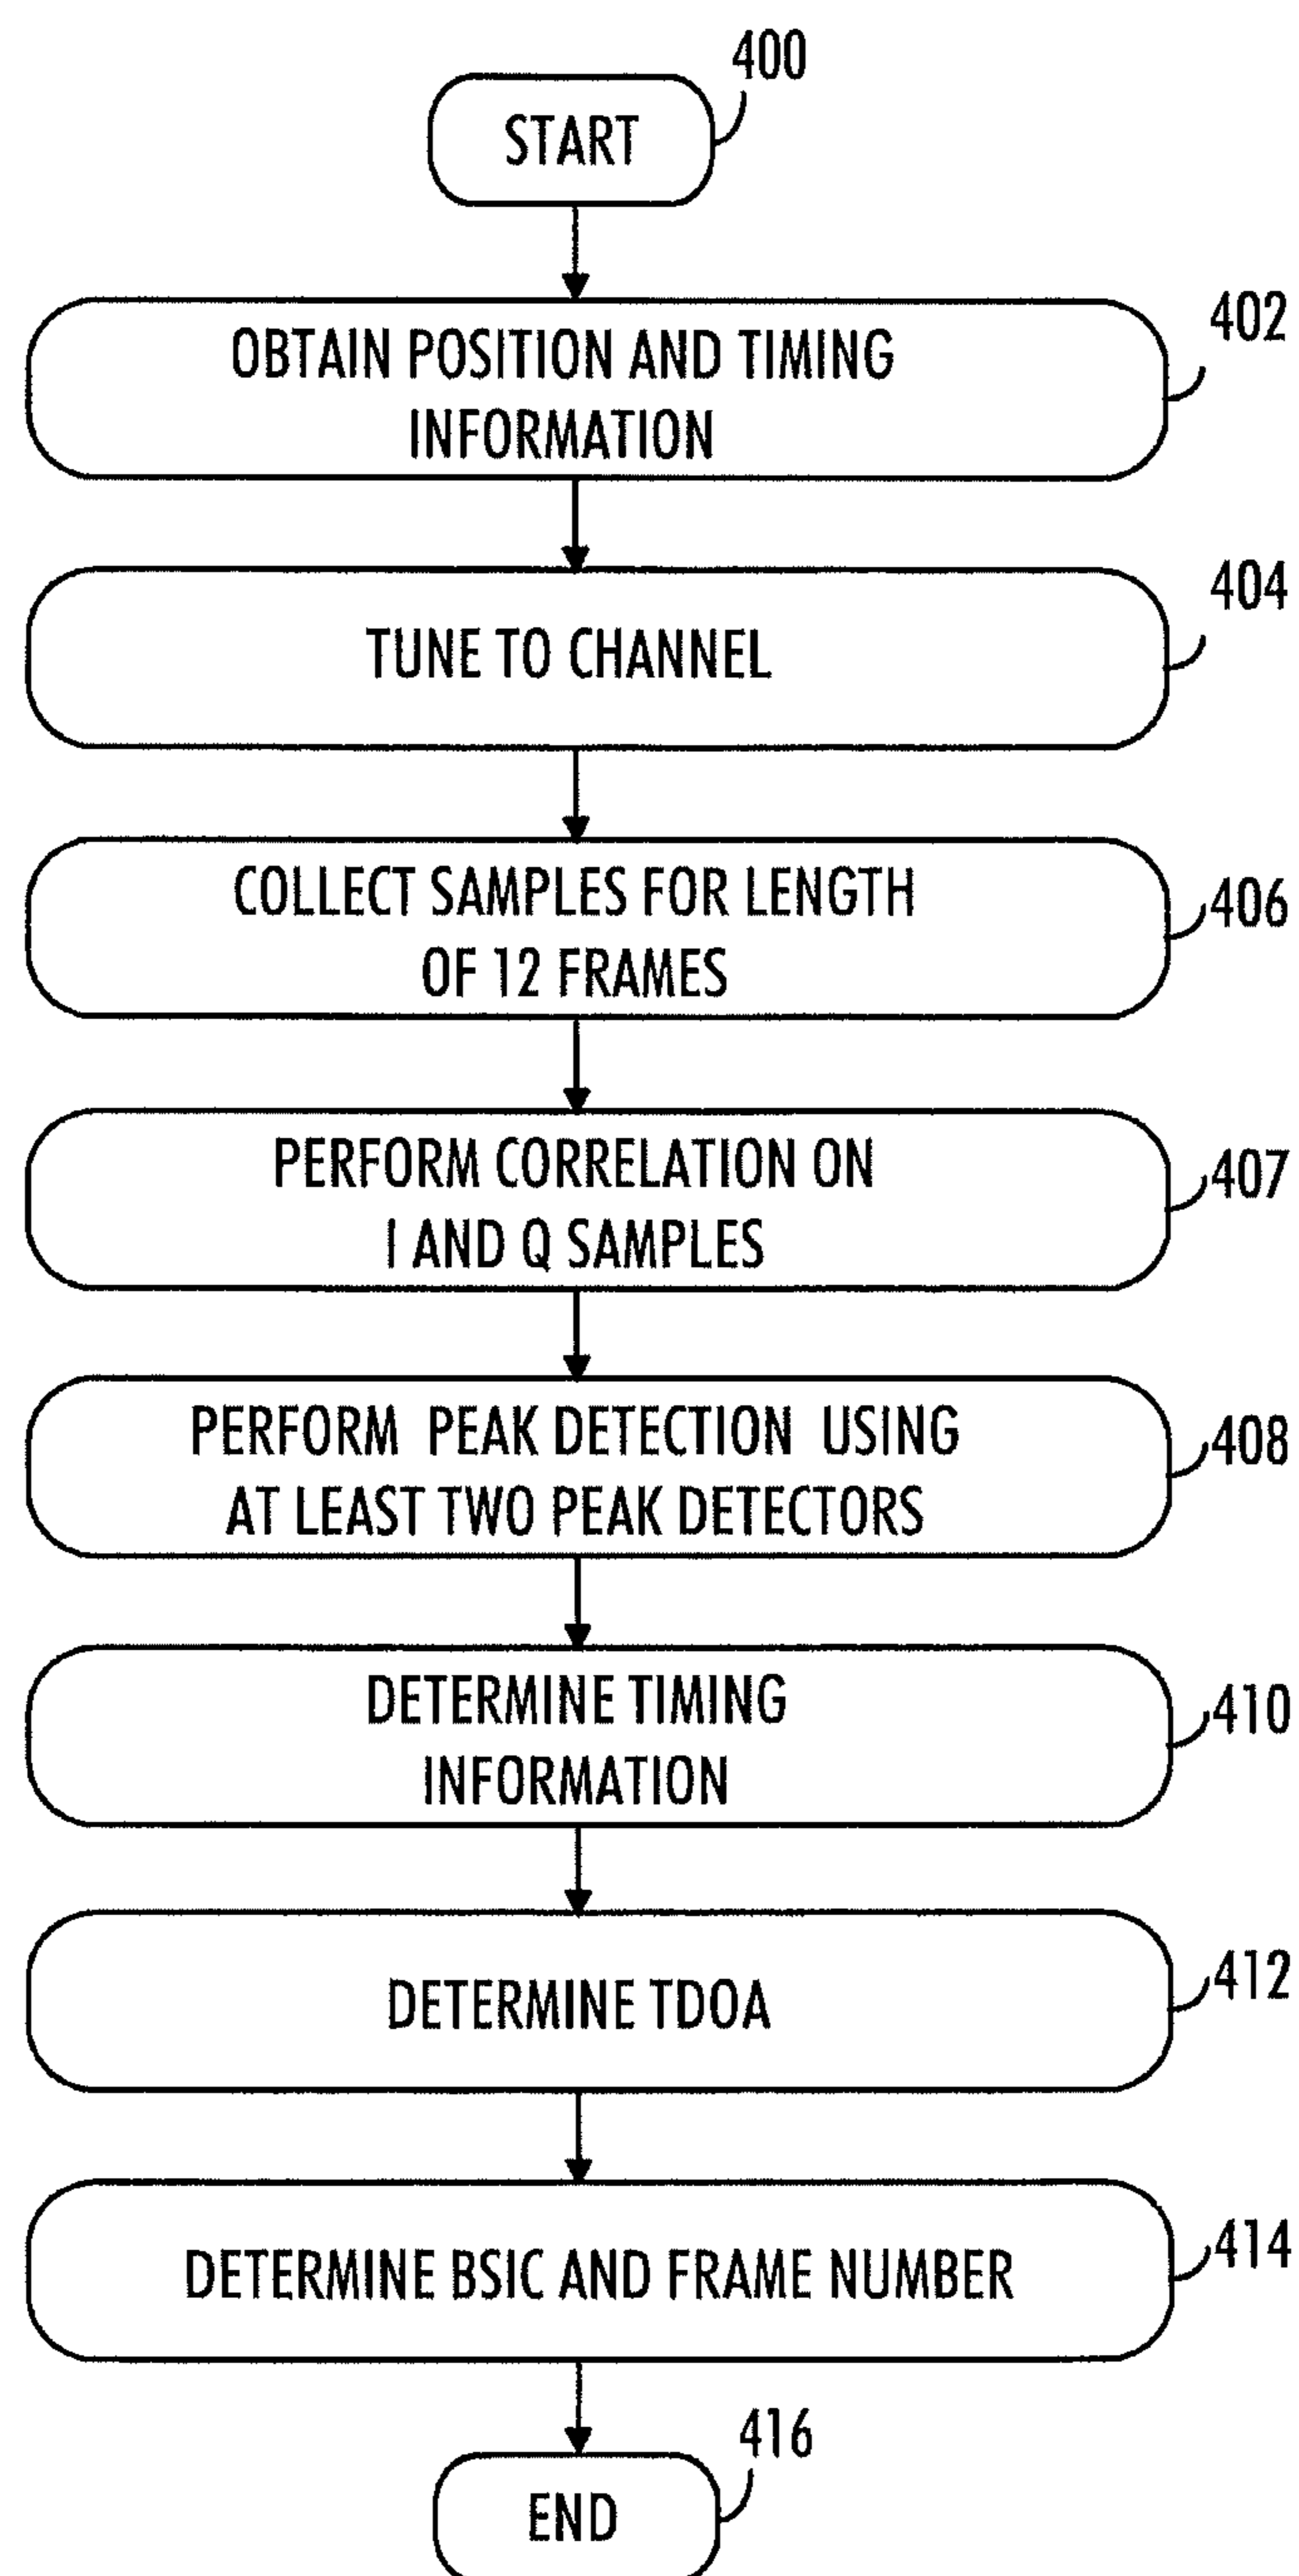 400
START
OBTAIN POSITION AND TIMING
INFORMATION
402
TUNE TO CHANNEL
404
COLLECT SAMPLES FOR LENGTH
OF 12 FRAMES
406
PERFORM CORRELATION ON
I AND Q SAMPLES
407
PERFORM PEAK DETECTION USING
AT LEAST TWO PEAK DETECTORS
408
DETERMINE TIMING
INFORMATION
410
DETERMINE TDOA
412
DETERMINE BSIC AND FRAME NUMBER
414
416
END